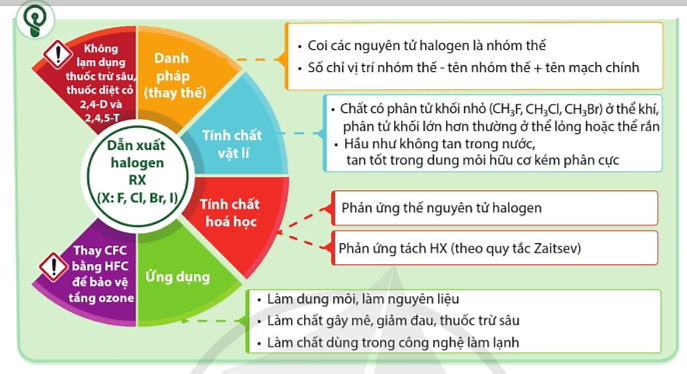 Không
lạm dụng
thuốc trừ sâu,
thuốc diệt cỏ
2,4-D và
2,4,5-T
Danh
pháp
(thay thế)
• Coi các nguyên tử halogen là nhóm thế
• Số chỉ vị trí nhóm thế - tên nhóm thế + tên mạch chính
Tính chất
vật lí
• Chất có phân tử khối nhỏ (CH₃F, CH₃Cl, CH₃Br) ở thể khí,
phân tử khối lớn hơn thường ở thể lỏng hoặc thể rắn
• Hầu như không tan trong nước,
tan tốt trong dung môi hữu cơ kém phân cực
Dẫn xuất
halogen
RX
(X: F, Cl, Br, I)
Tính chất
hoá học
Phản ứng thế nguyên tử halogen
Phản ứng tách HX (theo quy tắc Zaitsev)
Thay CFC
bằng HFC
để bảo vệ
tầng ozone
Ứng dụng
• Làm dung môi, làm nguyên liệu
• Làm chất gây mê, giảm đau, thuốc trừ sâu
• Làm chất dùng trong công nghệ làm lạnh